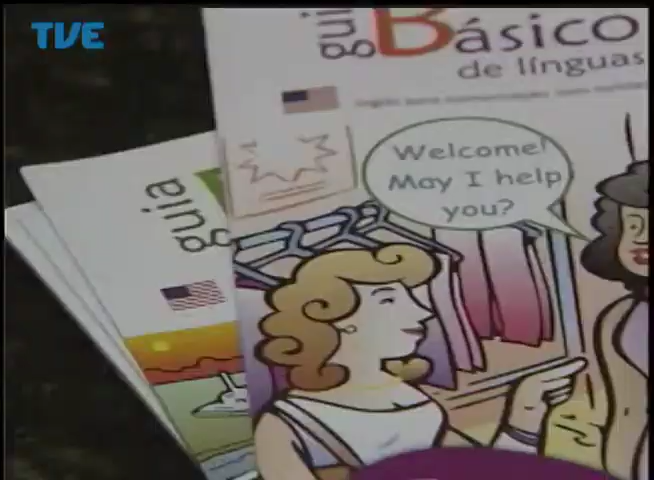 TVE
guia
Básico
de línguas
Welcome!
May I help
you?
guia